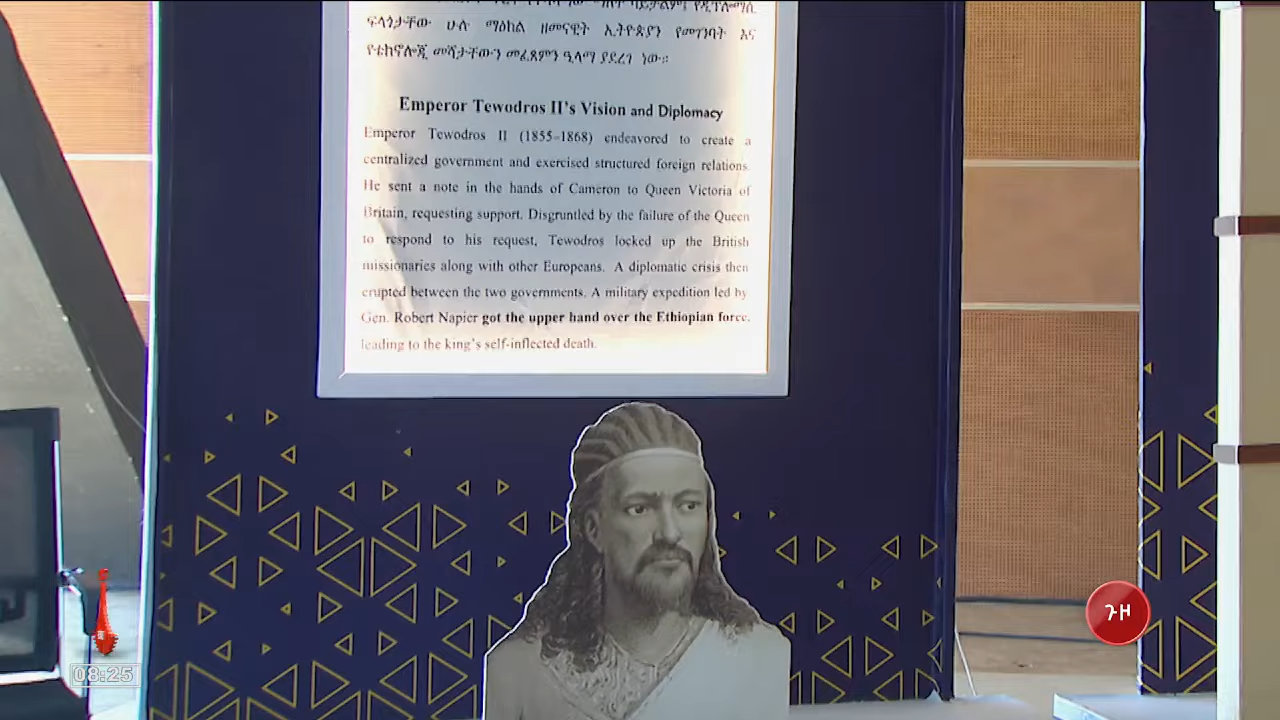 ፍላጎታቸው ሁሉ ማዕከል ዘመናዊት ኢትዮጵያን የመገንባት እና
የቴክኖሎጂ መሻታቸውን መፈጸምን ዓላማ ያደረገ ነው።
Emperor Tewodros II's Vision and Diplomacy
Emperor Tewodros II (1855-1868) endeavored to create a
centralized government and exercised structured foreign relations.
He sent a note in the hands of Cameron to Queen Victoria of
Britain, requesting support. Disgruntled by the failure of the Queen
to respond to his request, Tewodros locked up the British
missionaries along with other Europeans. A diplomatic crisis then
erupted between the two governments. A military expedition led by
Gen. Robert Napier got the upper hand over the Ethiopian force,
leading to the king's self-inflected death.
ጉዞ
08:25